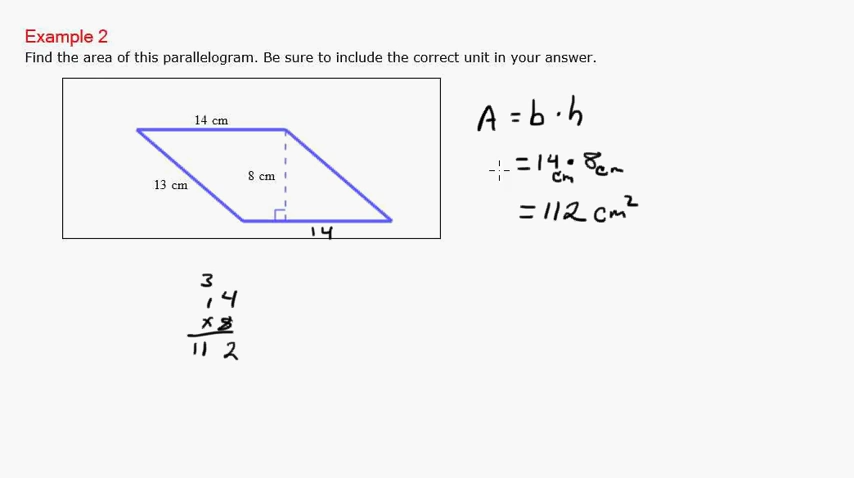 Example 2
Find the area of this parallelogram. Be sure to include the correct unit in your answer.
14 cm
13 cm
8 cm
14
A = b · h
= 14 cm · 8 cm
= 112 cm²
3
14
x 8
112